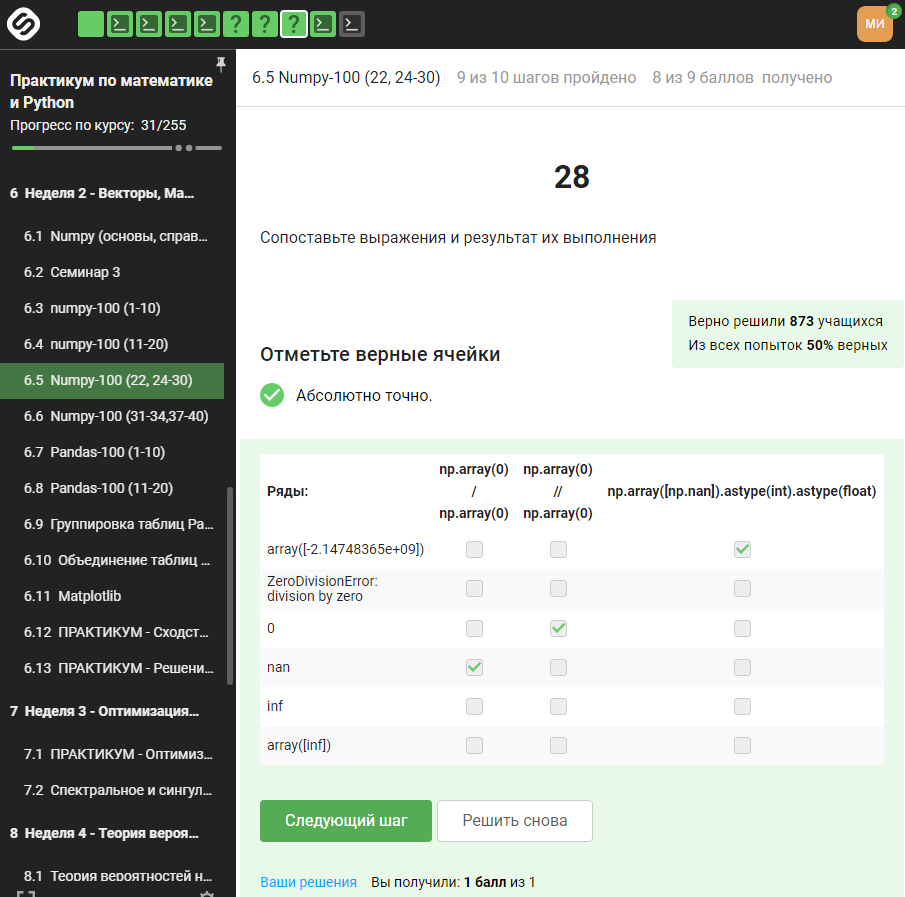 МИ
2
Практикум по математике
и Python
Прогресс по курсу: 31/255
6 Неделя 2 - Векторы, Ма...
6.1 Numpy (основы, справ...
6.2 Семинар 3
6.3 numpy-100 (1-10)
6.4 numpy-100 (11-20)
6.5 Numpy-100 (22, 24-30)
6.6 Numpy-100 (31-34,37-40)
6.7 Pandas-100 (1-10)
6.8 Pandas-100 (11-20)
6.9 Группировка таблиц Pa...
6.10 Объединение таблиц ...
6.11 Matplotlib
6.12 ПРАКТИКУМ - Сходст...
6.13 ПРАКТИКУМ - Решени...
7 Неделя 3 - Оптимизация...
7.1 ПРАКТИКУМ - Оптимиз...
7.2 Спектральное и сингул...
8 Неделя 4 - Теория вероя...
8.1 Теория вероятностей н...
6.5 Numpy-100 (22, 24-30) 9 из 10 шагов пройдено 8 из 9 баллов получено
28
Сопоставьте выражения и результат их выполнения
Верно решили 873 учащихся
Из всех попыток 50% верных
Отметьте верные ячейки
Абсолютно точно.
Ряды:
np.array(0)
/
np.array(0)
np.array(0)
//
np.array(0)
np.array([np.nan]).astype(int).astype(float)
array([-2.14748365e+09])
ZeroDivisionError:
division by zero
0
nan
inf
array([inf])
Следующий шаг
Решить снова
Ваши решения Вы получили: 1 балл из 1